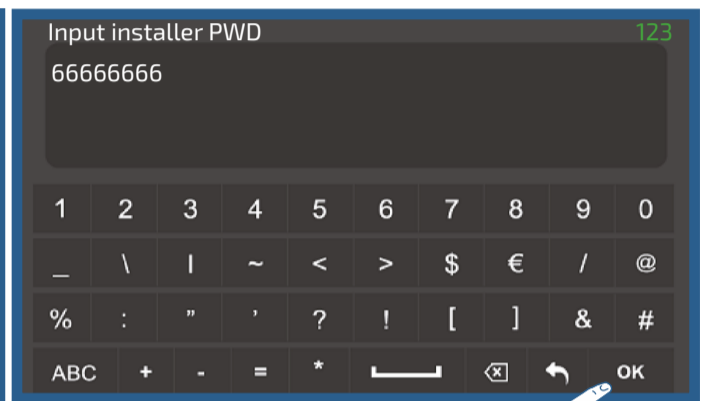 Input installer PWD 123
66666666
1 2 3 4 5 6 7 8 9 0
_ \ | ~ < > $ € / @
% : " ' ? ! [ ] & #
ABC + - = * OK